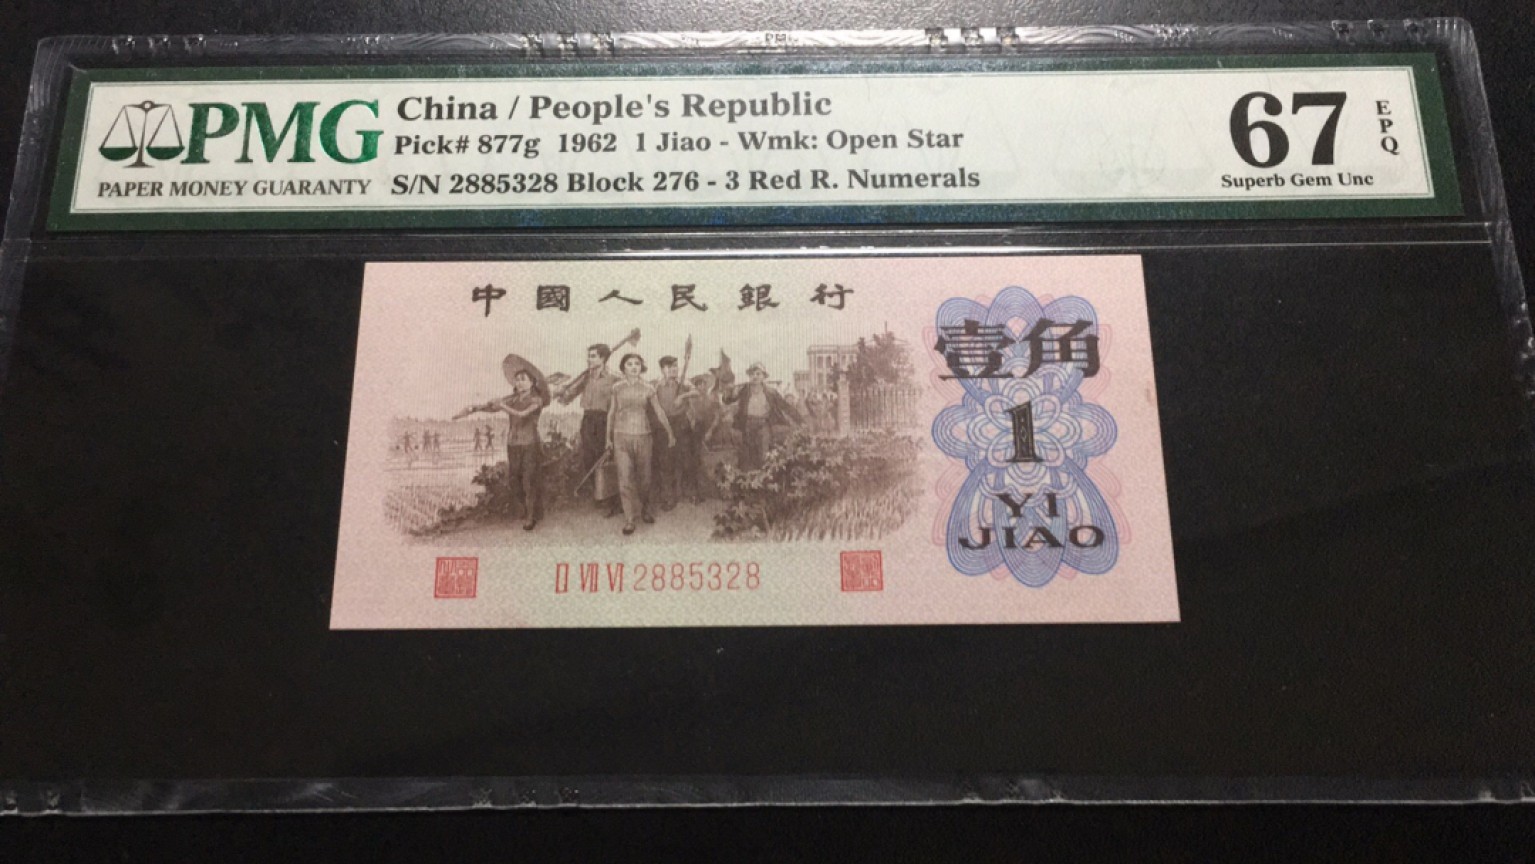 PMG
PAPER MONEY GUARANTY
China / People's Republic
Pick# 877g 1962 1 Jiao - Wmk: Open Star
S/N 2885328 Block 276 - 3 Red R. Numerals
67
EPQ
Superb Gem Unc
中國人民銀行
壹角
1
YI
JIAO
II VII VI 2885328